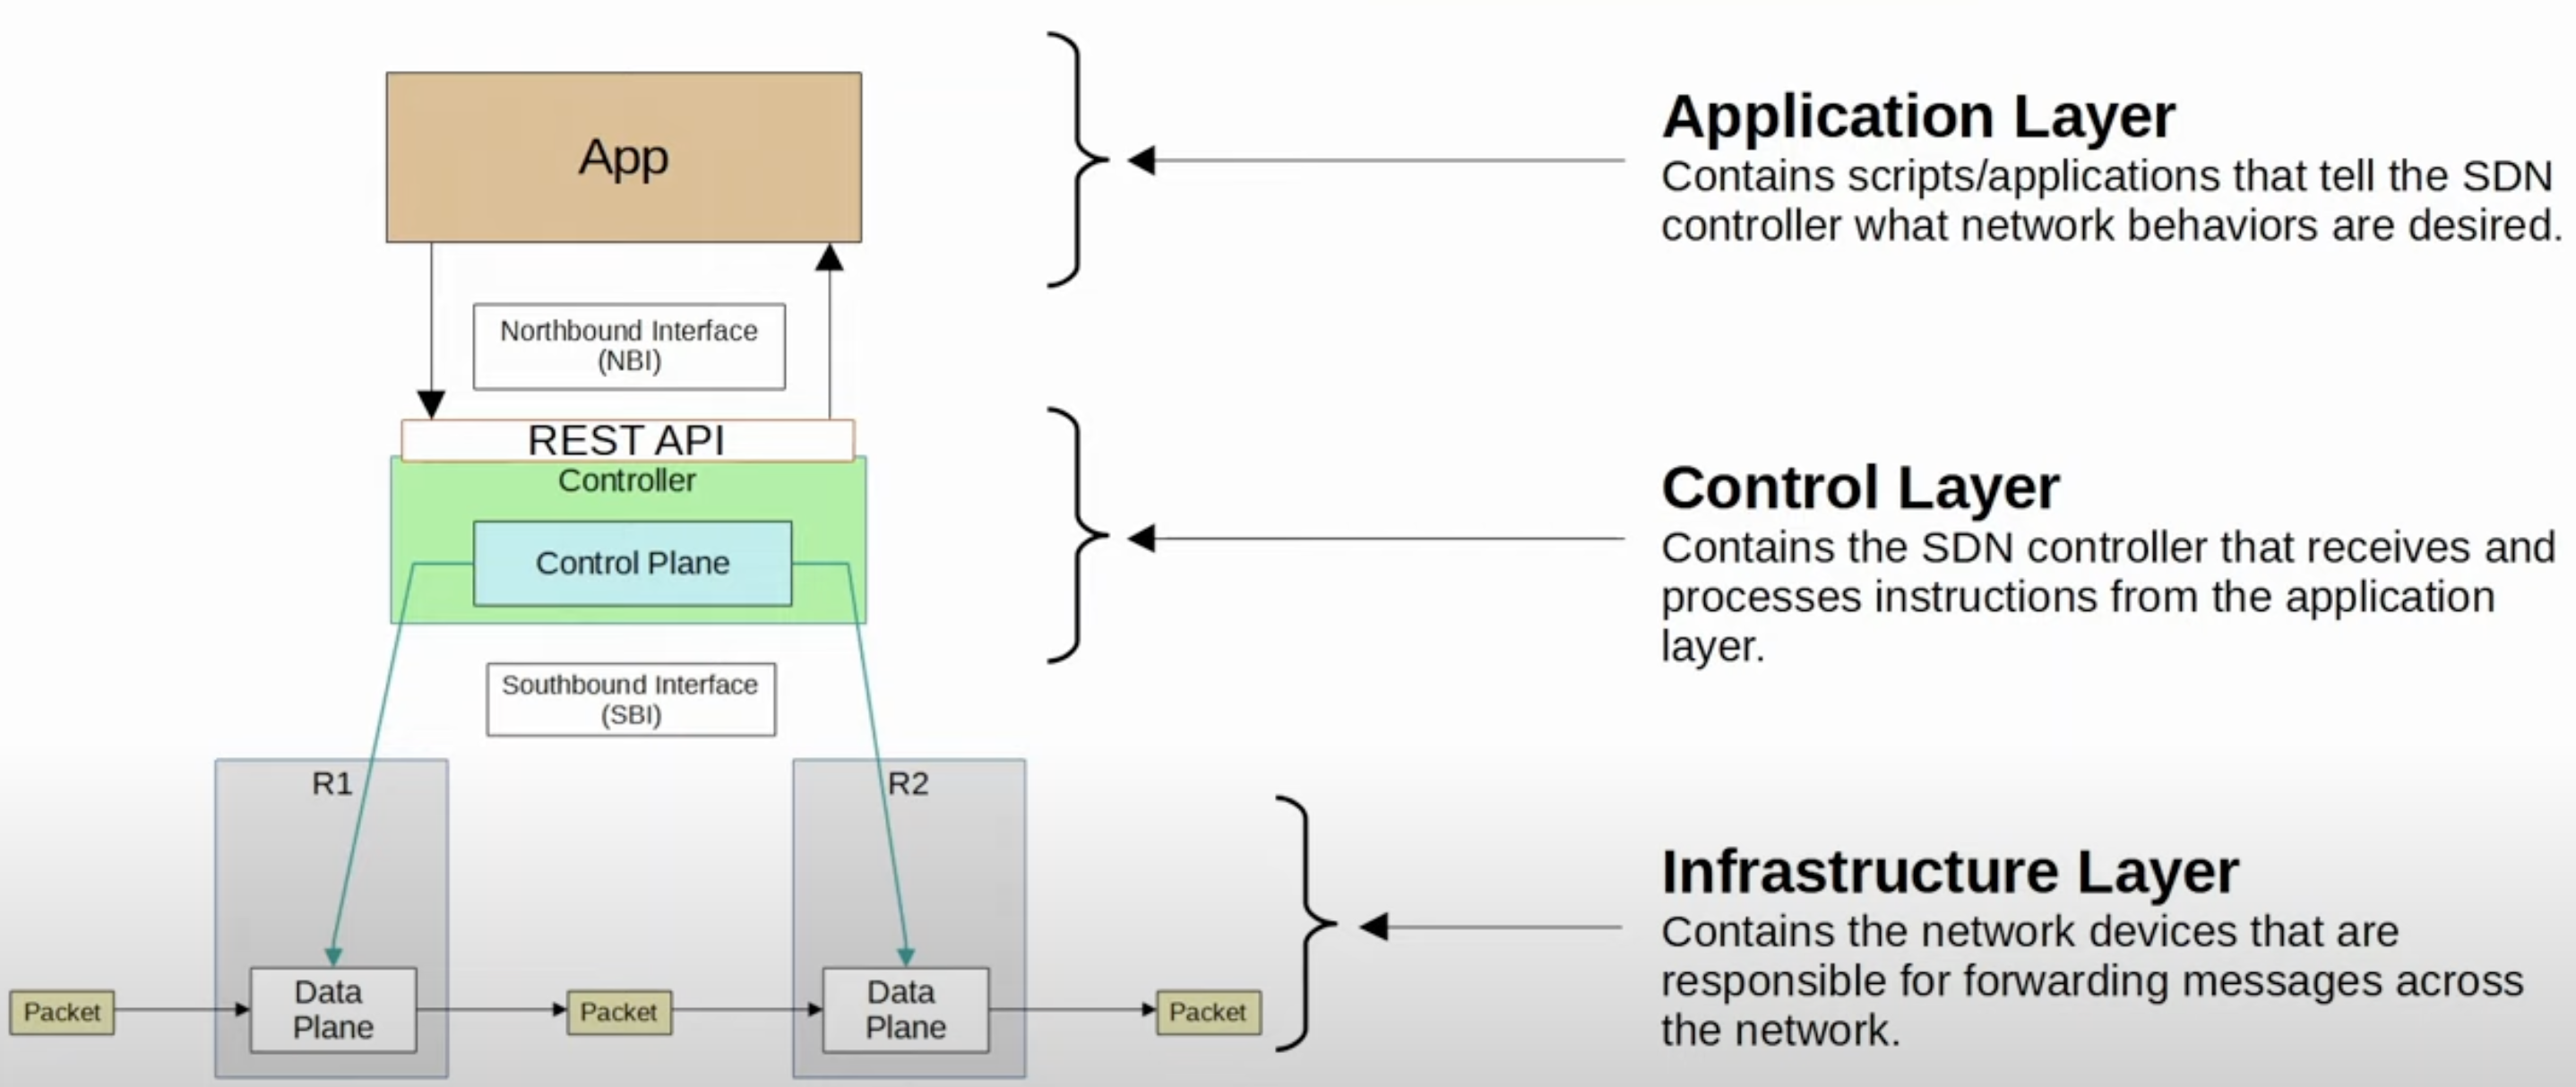 App
Application Layer
Contains scripts/applications that tell the SDN
controller what network behaviors are desired.
Northbound Interface
(NBI)
REST API
Controller
Control Plane
Control Layer
Contains the SDN controller that receives and
processes instructions from the application
layer.
Southbound Interface
(SBI)
R1
R2
Infrastructure Layer
Contains the network devices that are
responsible for forwarding messages across
the network.
Packet
Data
Plane
Packet
Data
Plane
Packet